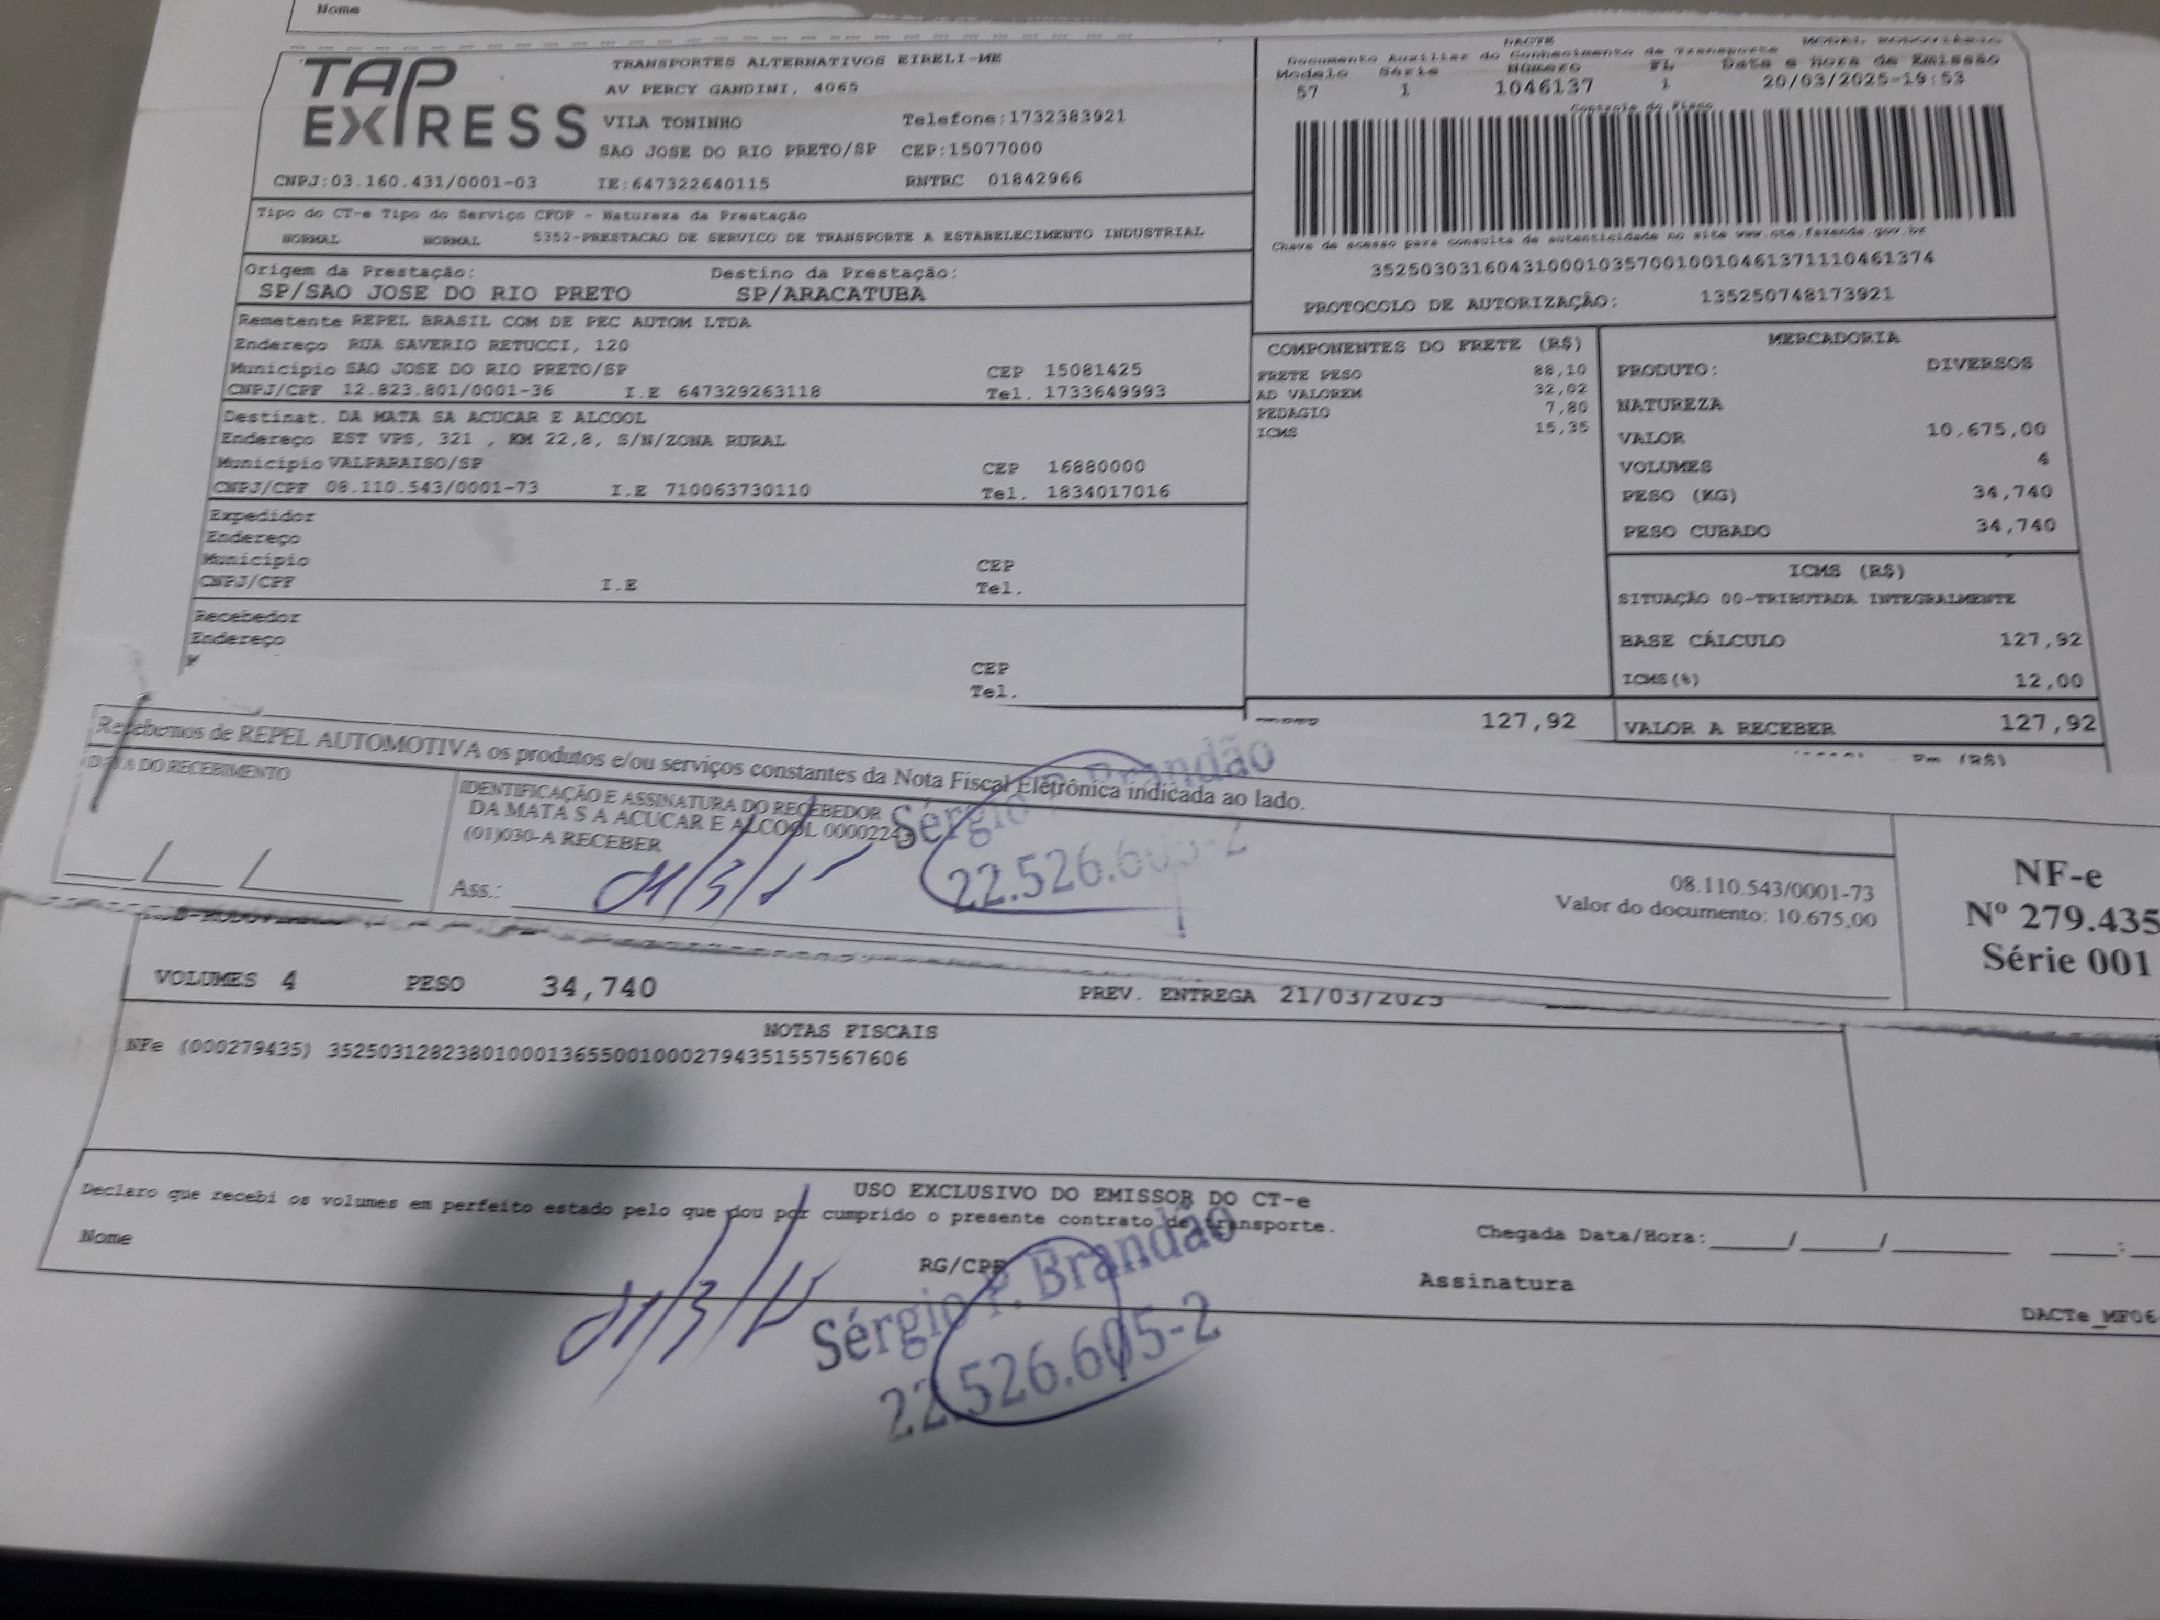 Nome
TAP EXPRESS
TRANSPORTES ALTERNATIVOS EIRELI-ME
AV PERCY GANDINI, 4065
VILA TONINHO Telefone:1732383921
SAO JOSE DO RIO PRETO/SP CEP:15077000
CNPJ:03.160.431/0001-03 IE:647322640115 RNTRC 01842966
Tipo do CT-e Tipo do Serviço CFOP - Natureza da Prestação
NORMAL NORMAL 5352-PRESTACAO DE SERVICO DE TRANSPORTE A ESTABELECIMENTO INDUSTRIAL
Origem da Prestação: Destino da Prestação:
SP/SAO JOSE DO RIO PRETO SP/ARACATUBA
Remetente REPEL BRASIL COM DE PEC AUTOM LTDA
Endereço RUA SAVERIO RETUCCI, 120
Município SAO JOSE DO RIO PRETO/SP CEP 15081425
CNPJ/CPF 12.823.801/0001-36 I.E 647329263118 Tel. 1733649993
Destinat. DA MATA SA ACUCAR E ALCOOL
Endereço EST VPS, 321 , KM 22,8, S/N/ZONA RURAL
Município VALPARAISO/SP CEP 16880000
CNPJ/CPF 08.110.543/0001-73 I.E 710063730110 Tel. 1834017016
Expedidor
Endereço
Município CEP
CNPJ/CPF I.E Tel.
Recebedor
Endereço
CEP
Tel.
DACTE
Documento Auxiliar do Conhecimento de Transporte
Modelo Série Número FL Data e Hora de Emissão
57 1 1046137 1 20/03/2025-19:53
Controle do Fisco
Chave de acesso para consulta de autenticidade no site www.cte.fazenda.gov.br
35250303160431000103570010010461371110461374
PROTOCOLO DE AUTORIZAÇÃO: 135250748173921
COMPONENTES DO FRETE (R$)
FRETE PESO 88,10
AD VALOREM 32,02
PEDAGIO 7,80
ICMS 15,35
127,92
MERCADORIA
PRODUTO: DIVERSOS
NATUREZA
VALOR 10.675,00
VOLUMES 4
PESO (KG) 34,740
PESO CUBADO 34,740
ICMS (R$)
SITUAÇÃO 00-TRIBUTADA INTEGRALMENTE
BASE CÁLCULO 127,92
ICMS(%) 12,00
VALOR A RECEBER 127,92
Recebemos de REPEL AUTOMOTIVA os produtos e/ou serviços constantes da Nota Fiscal Eletrônica indicada ao lado.
DATA DO RECEBIMENTO
IDENTIFICAÇÃO E ASSINATURA DO RECEBEDOR
DA MATA S A ACUCAR E ALCOOL
(01)030-A RECEBER
Ass.: 21/3/25
Sérgio P. Brandão
22.526.605-2
08.110.543/0001-73
Valor do documento: 10.675,00
NF-e
Nº 279.435
Série 001
VOLUMES 4 PESO 34,740 PREV. ENTREGA 21/03/2025
NOTAS FISCAIS
NFe (000279435) 35250312823801000136550010002794351557567606
USO EXCLUSIVO DO EMISSOR DO CT-e
Declaro que recebi os volumes em perfeito estado pelo que dou por cumprido o presente contrato de transporte.
Nome RG/CPF Chegada Data/Hora:
Assinatura
21/3/25
Sérgio P. Brandão
22.526.605-2
DACTe_MF06